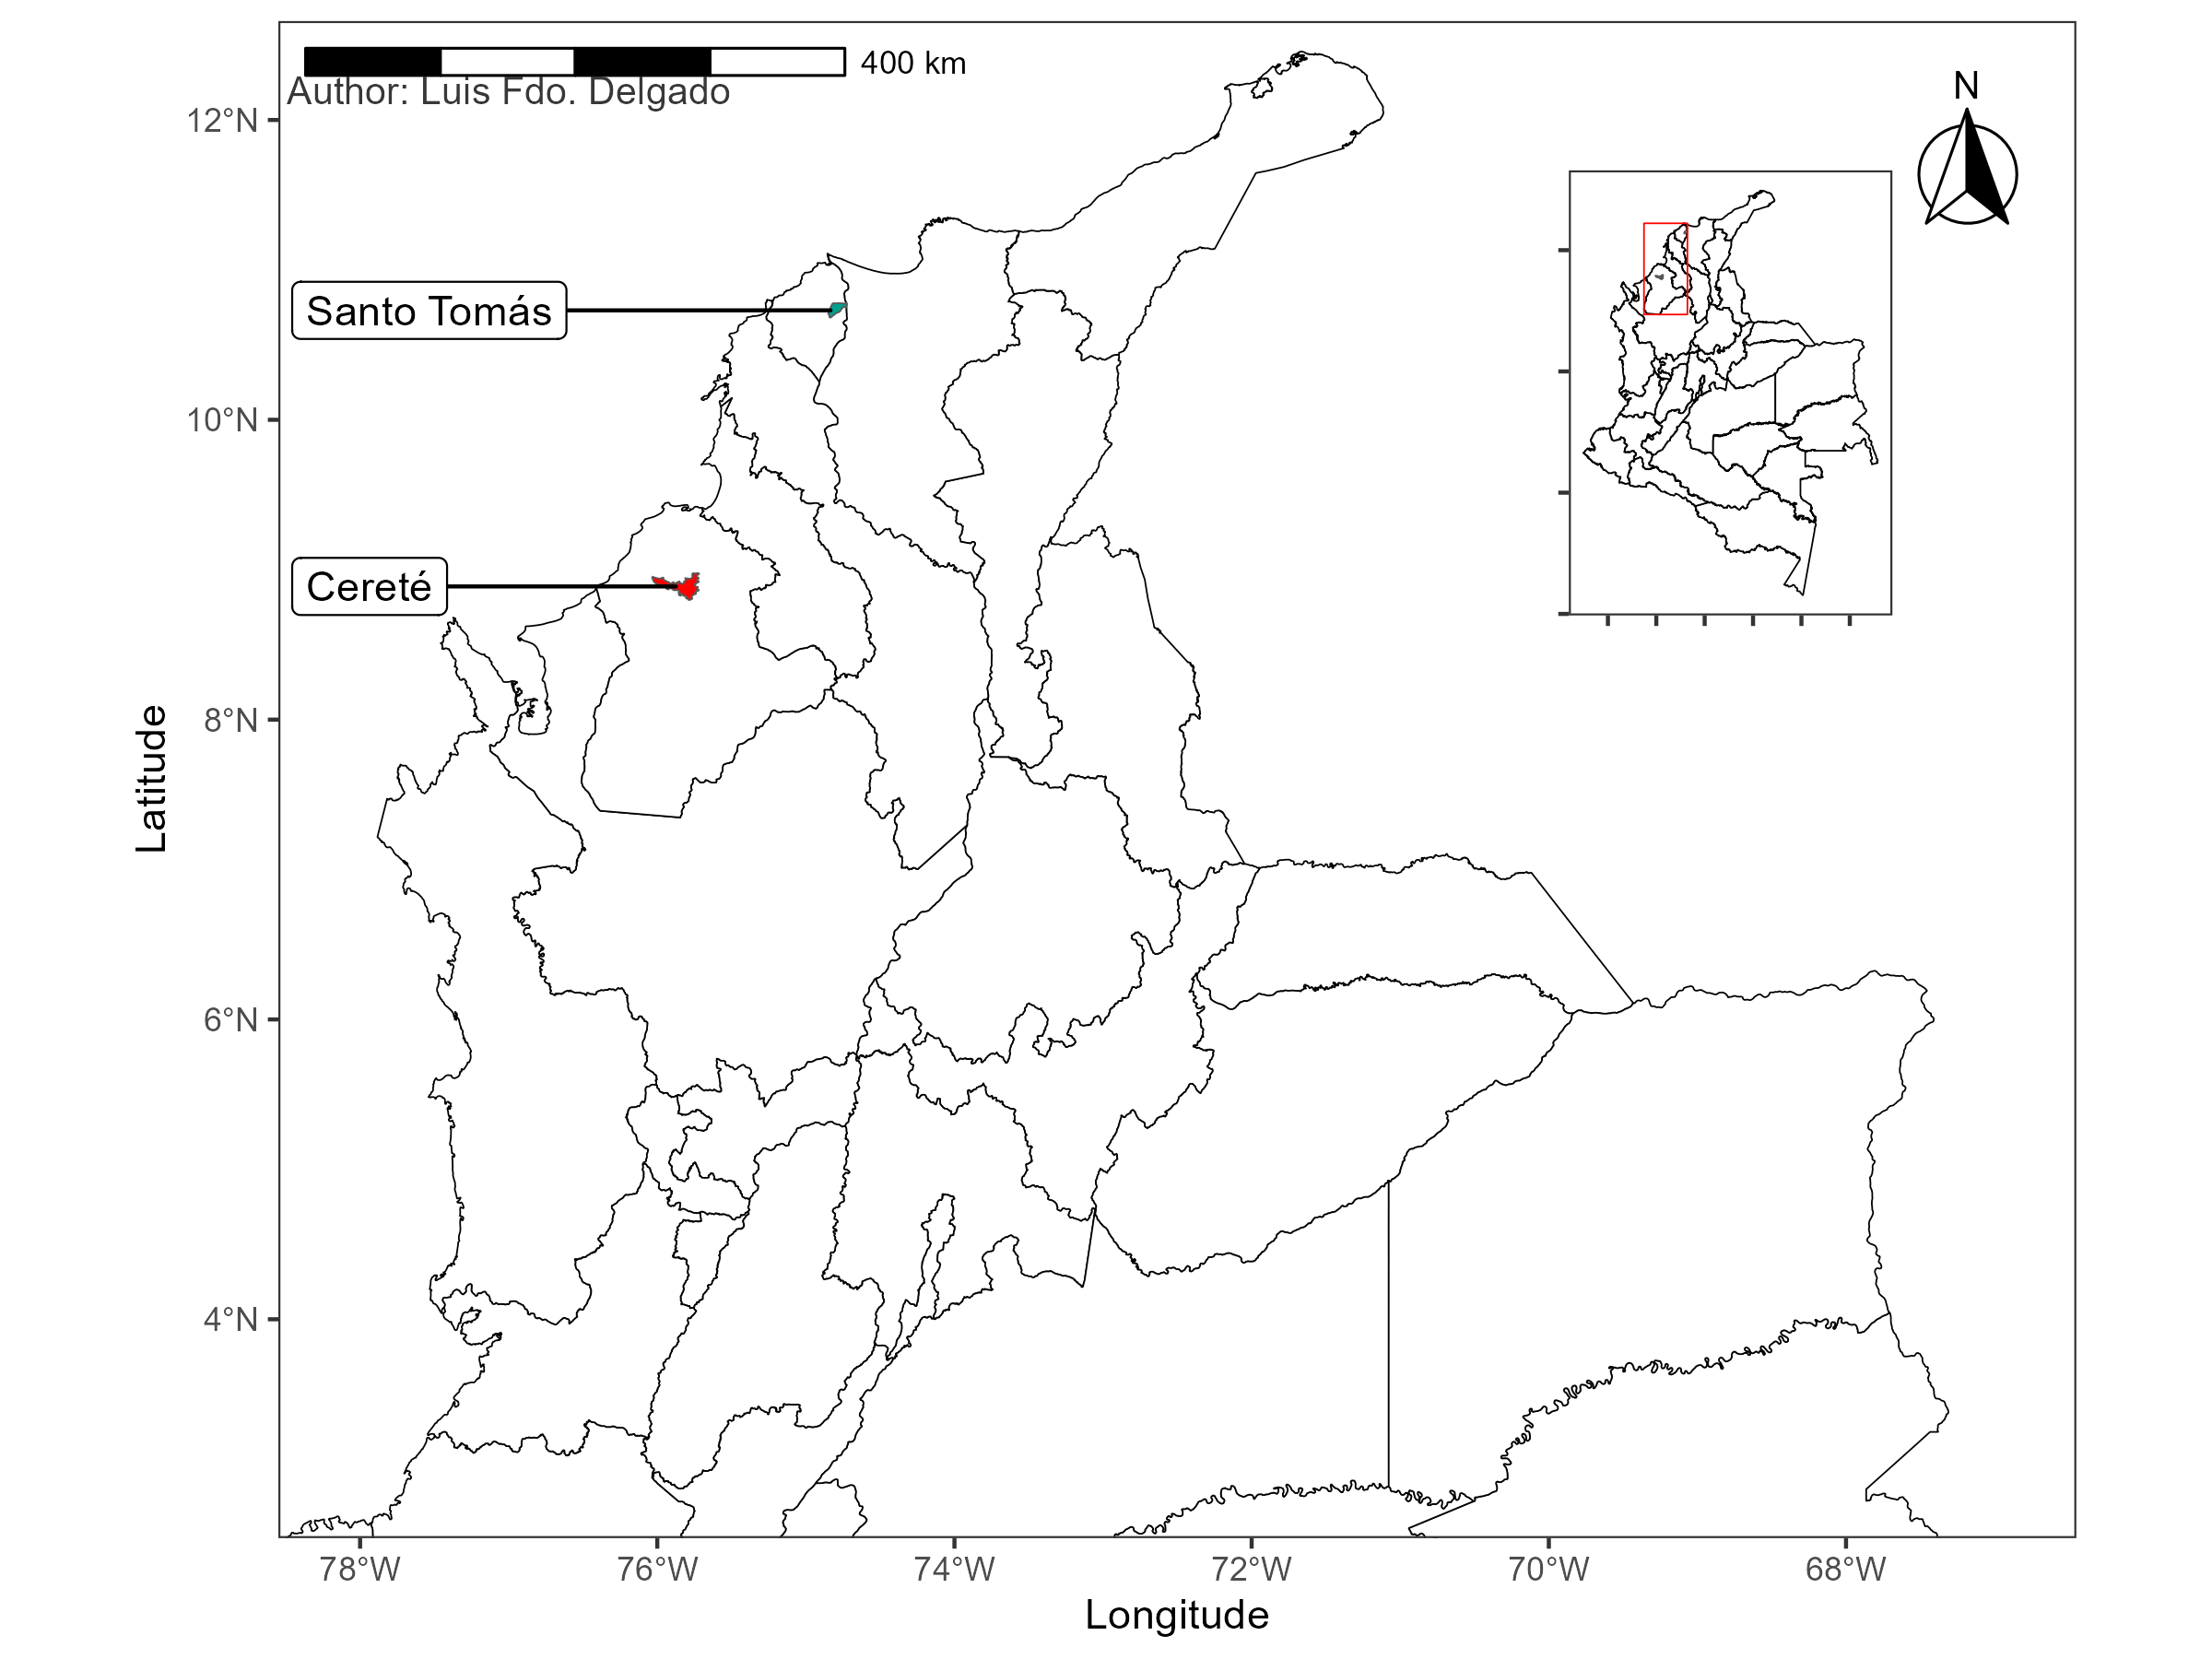 400 km
Author: Luis Fdo. Delgado
N
12°N
Santo Tomás
10°N
Cereté
8°N
Latitude
6°N
4°N
78°W 76°W 74°W 72°W 70°W 68°W
Longitude